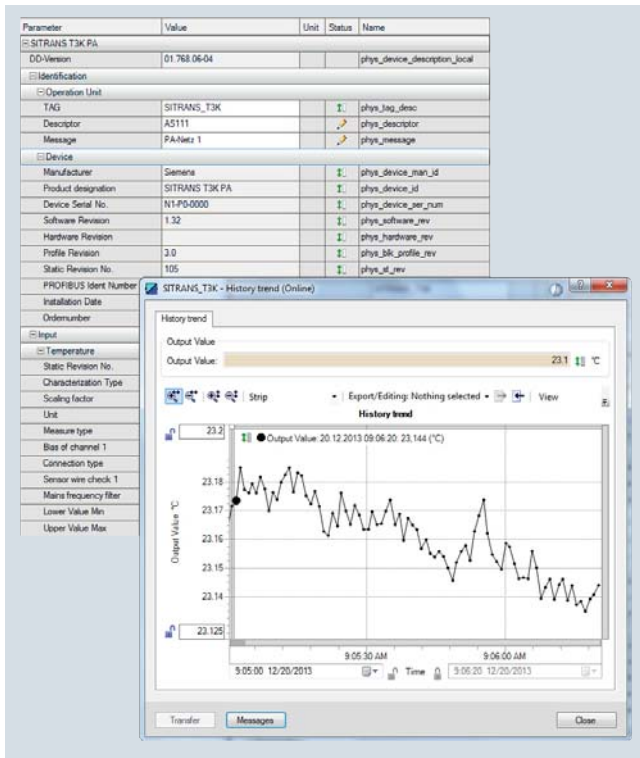 Parameter Value Unit Status Name
SITRANS T3K PA
DD-Version 01.768.06-04 phys_device_description_local
Identification
Operation Unit
TAG SITRANS_T3K phys_tag_desc
Descriptor AS111 phys_descriptor
Message PA-Netz 1 phys_message
Device
Manufacturer Siemens phys_device_man_id
Product designation SITRANS T3K PA phys_device_id
Device Serial No. N1-P0-0000 phys_device_ser_num
Software Revision 1.32 phys_software_rev
Hardware Revision phys_hardware_rev
Profile Revision 3.0 phys_blk_profile_rev
Static Revision No. 105 phys_st_rev
PROFIBUS Ident Number
Installation Date
Ordernumber
Input
Temperature
Static Revision No.
Characterization Type
Scaling factor
Unit
Measure type
Bias of channel 1
Connection type
Sensor wire check 1
Mains frequency filter
Lower Value Min
Upper Value Max
SITRANS_T3K - History trend (Online)
History trend
Output Value
Output Value: 23.1 °C
Strip Export/Editing: Nothing selected View
History trend
23.2
Output Value: 20.12.2013 09:06:20: 23,144 (°C)
23.18
23.17
23.16
23.15
23.14
23.125
Output Value °C
9:05:30 AM 9:06:00 AM
9:05:00 12/20/2013 Time 9:06:20 12/20/2013
Transfer Messages Close